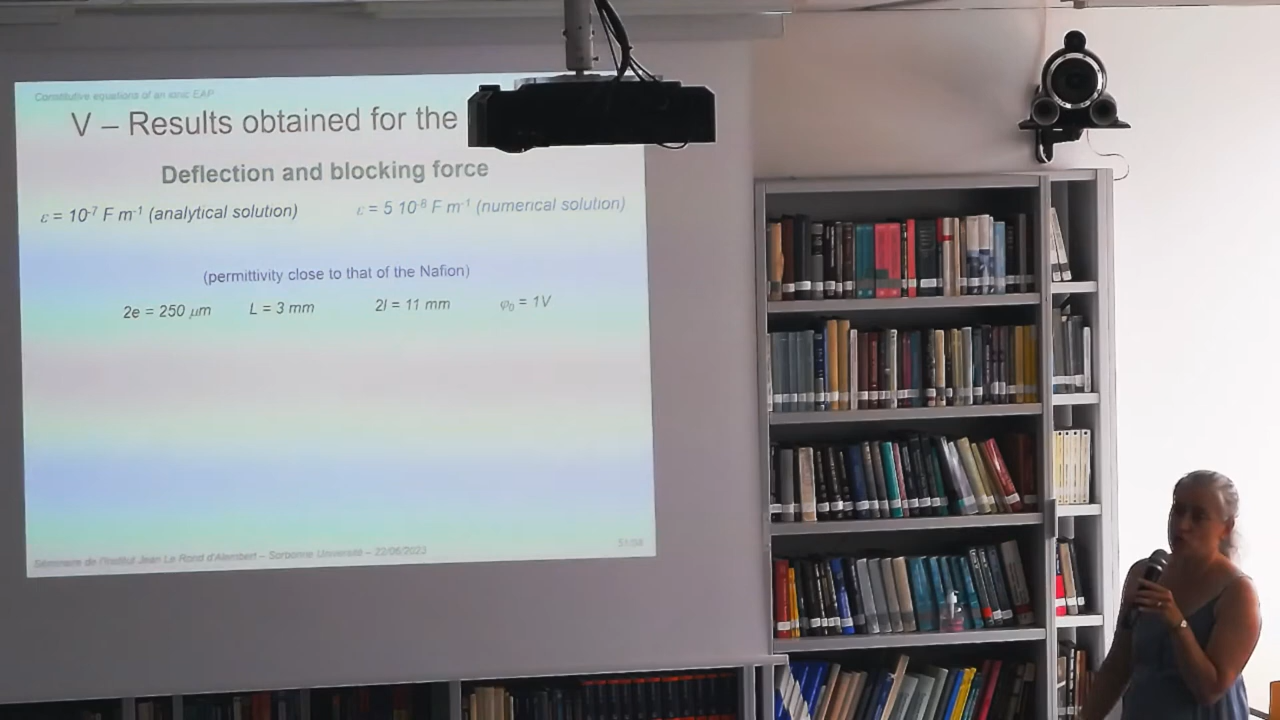 Constitutive equations of an ionic EAP
V – Results obtained for the
Deflection and blocking force
ε = 10⁻⁷ F m⁻¹ (analytical solution)
ε = 5 10⁻⁸ F m⁻¹ (numerical solution)
(permittivity close to that of the Nafion)
2e = 250 μm
L = 3 mm
2l = 11 mm
φ₀ = 1V
Séminaire de l'Institut Jean Le Rond d'Alembert – Sorbonne Université – 22/06/2023